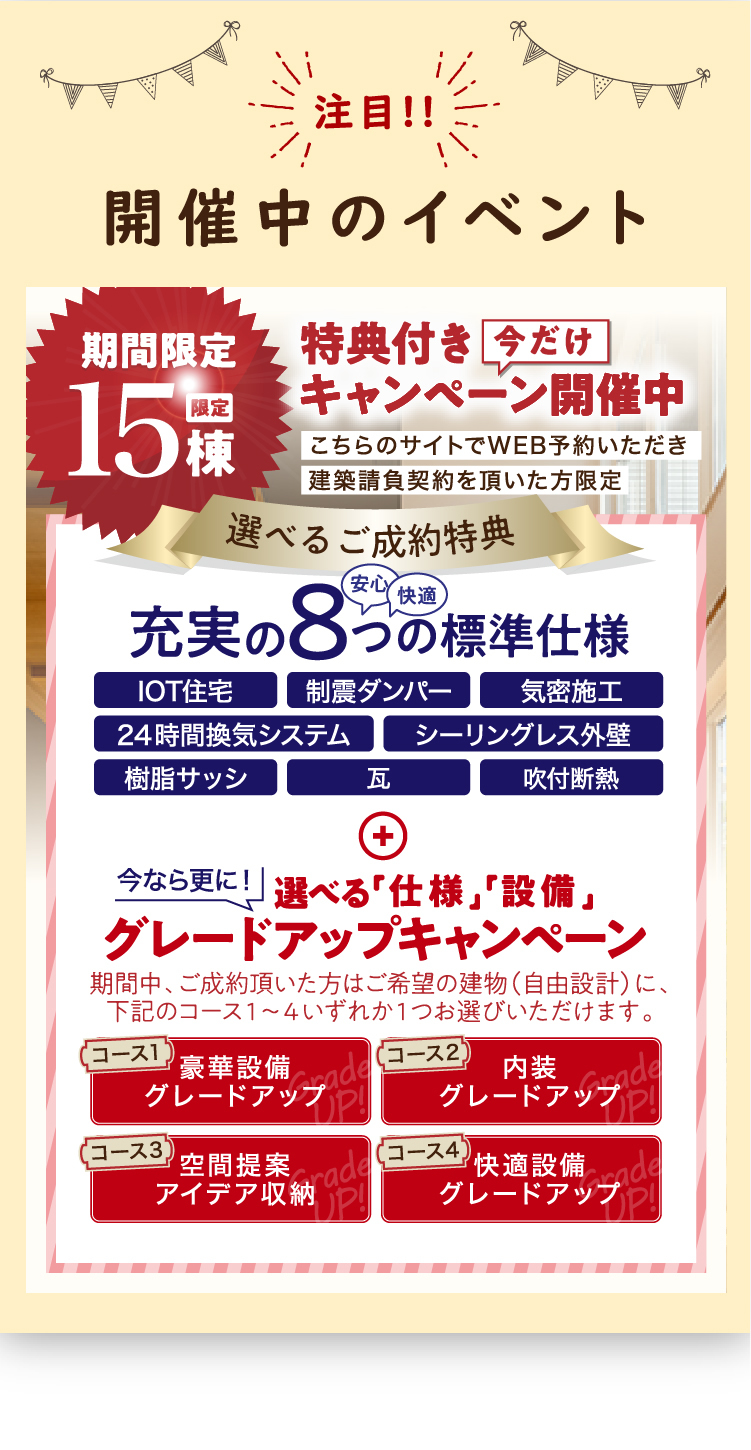 注目!!
開催中のイベント
期間限定
15棟
限定
特典付き
今だけ
キャンペーン開催中
こちらのサイトでWEB予約いただき
建築請負契約を頂いた方限定
選べるご成約特典
安心
快適
充実の8つの標準仕様
IOT住宅
制震ダンパー
気密施工
24時間換気システム
シーリングレス外壁
樹脂サッシ
瓦
吹付断熱
+
今なら更に!
選べる「仕様」「設備」
グレードアップキャンペーン
期間中、ご成約頂いた方はご希望の建物(自由設計)に、
下記のコース1~4いずれか1つお選びいただけます。
コース1
豪華設備
グレードアップ
Grade
UP!
コース2
内装
グレードアップ
Grade
UP!
コース3
空間提案
アイデア収納
Grade
UP!
コース4
快適設備
グレードアップ
Grade
UP!